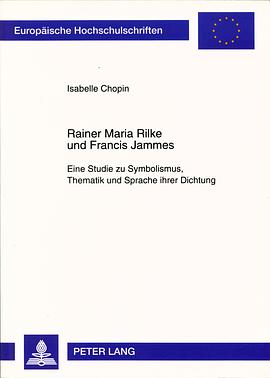 Europäische Hochschulschriften
Isabelle Chopin
Rainer Maria Rilke
und Francis Jammes
Eine Studie zu Symbolismus,
Thematik und Sprache ihrer Dichtung
PETER LANG